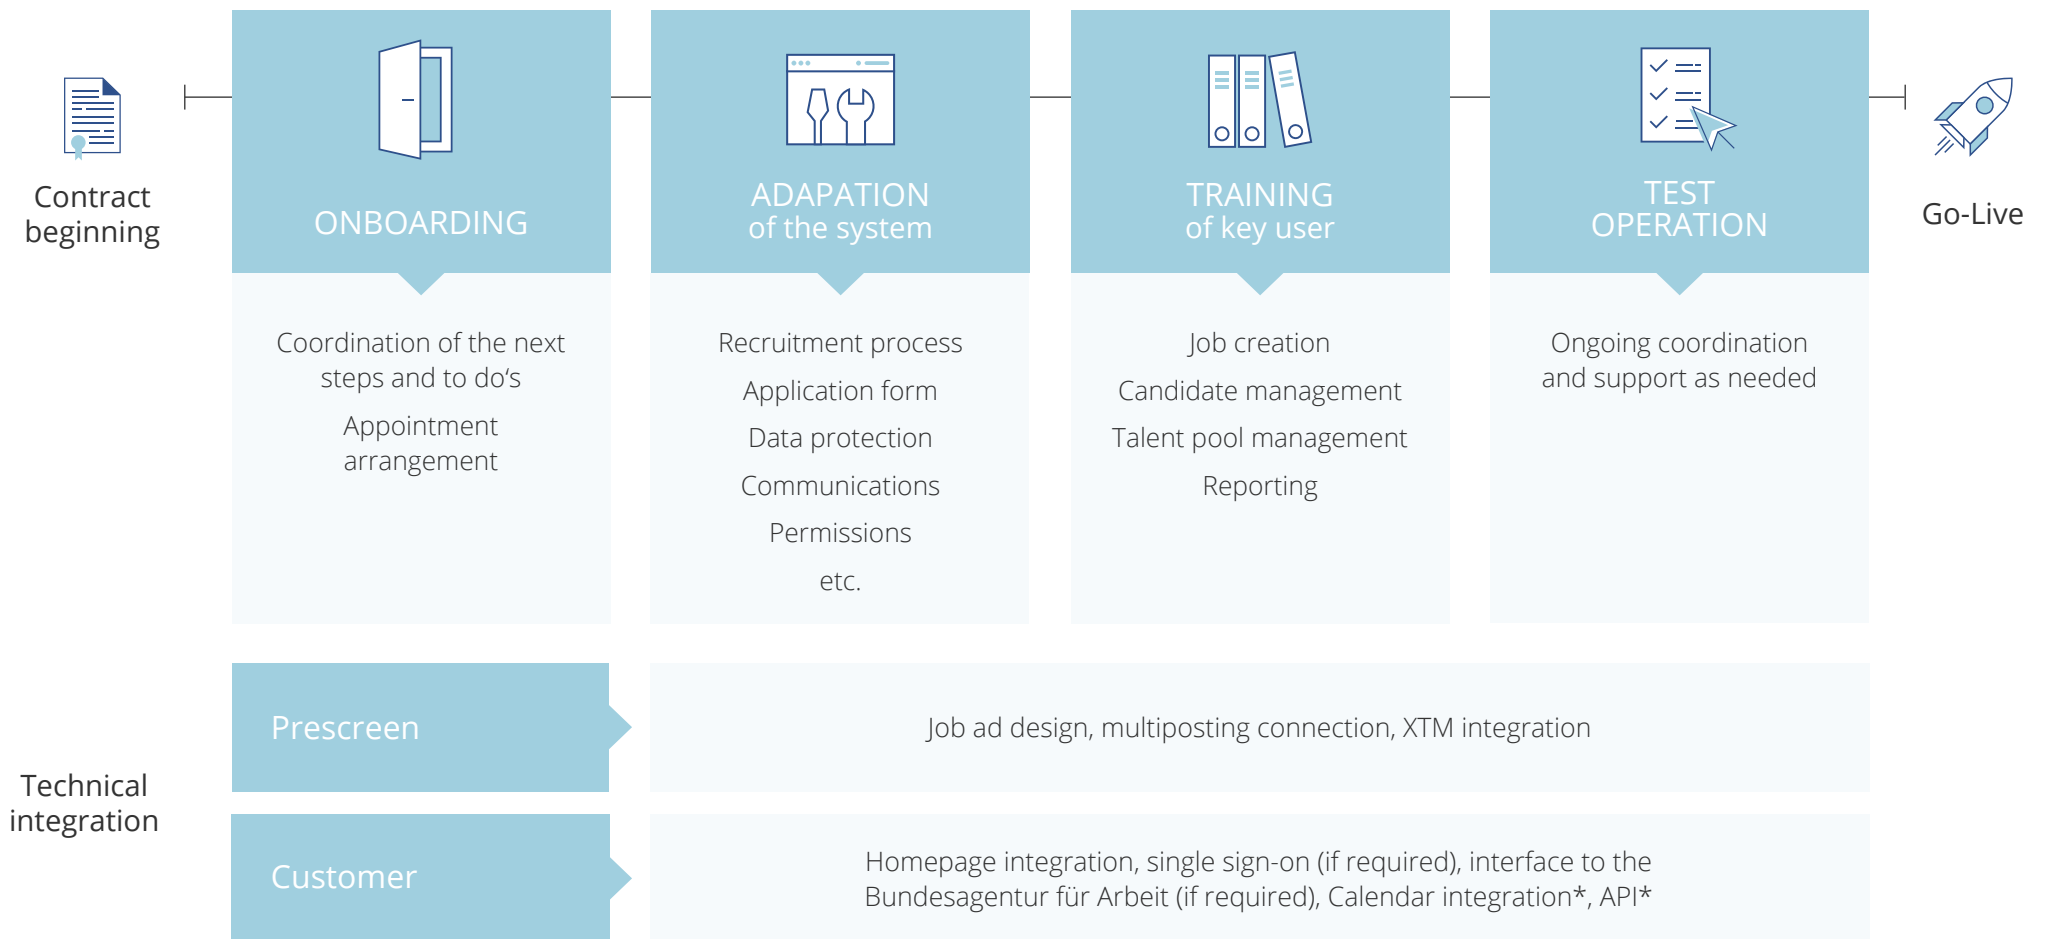 Contract
beginning
ONBOARDING
ADAPATION
of the system
TRAINING
of key user
TEST
OPERATION
Go-Live
Coordination of the next
steps and to do‘s
Appointment
arrangement
Recruitment process
Application form
Data protection
Communications
Permissions
etc.
Job creation
Candidate management
Talent pool management
Reporting
Ongoing coordination
and support as needed
Technical
integration
Prescreen
Job ad design, multiposting connection, XTM integration
Customer
Homepage integration, single sign-on (if required), interface to the
Bundesagentur für Arbeit (if required), Calendar integration*, API*